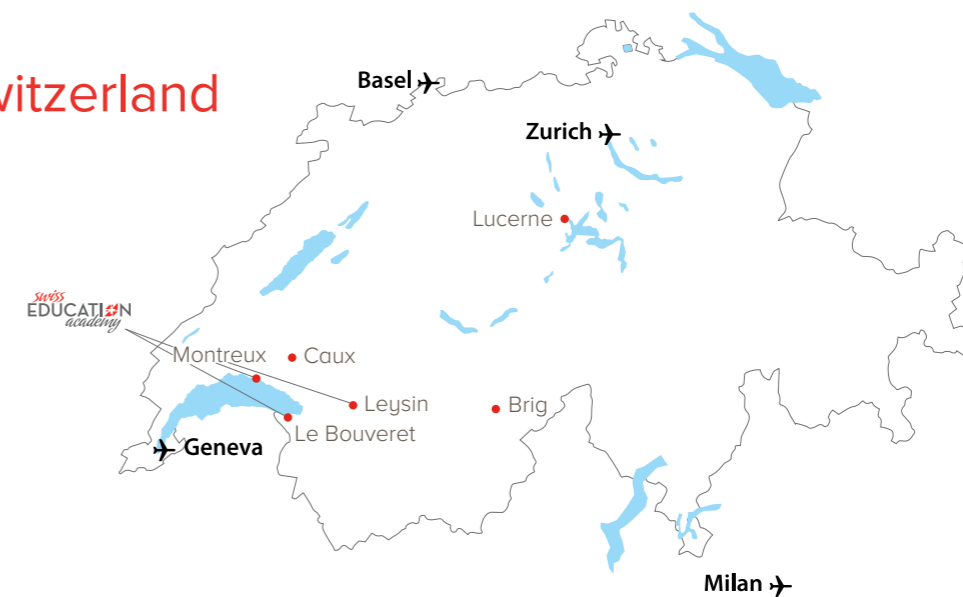 witzerland
Basel
Zurich
Lucerne
swiss
EDUCATION
academy
Montreux
Caux
Leysin
Brig
Le Bouveret
Geneva
Milan